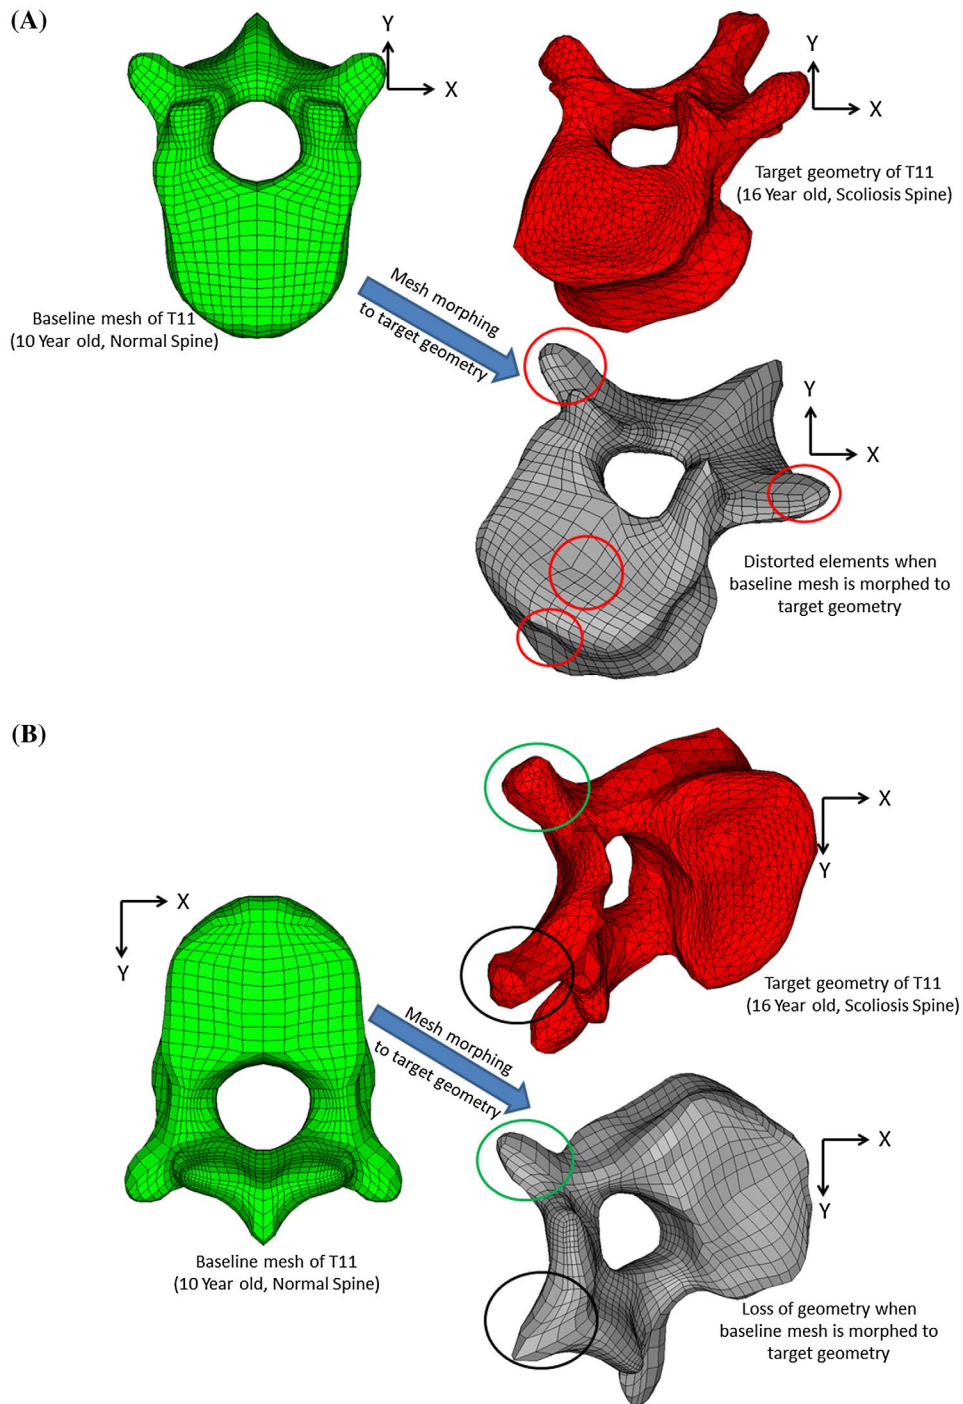 (A)
Y
X
Y
X
Target geometry of T11
(16 Year old, Scoliosis Spine)
Baseline mesh of T11
(10 Year old, Normal Spine)
Mesh morphing
to target geometry
Y
X
Distorted elements when
baseline mesh is morphed to
target geometry
(B)
X
Y
X
Y
Target geometry of T11
(16 Year old, Scoliosis Spine)
Mesh morphing
to target geometry
X
Y
Baseline mesh of T11
(10 Year old, Normal Spine)
Loss of geometry when
baseline mesh is morphed to
target geometry